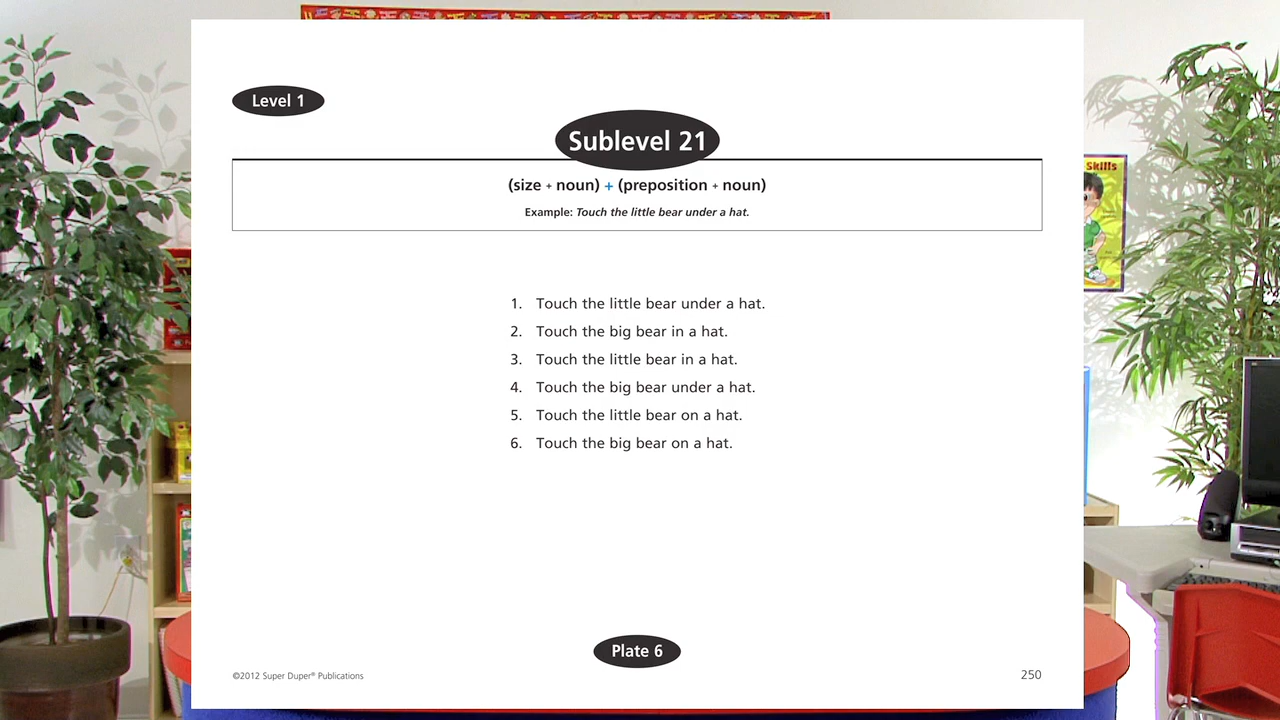 Level 1
Sublevel 21
(size + noun) + (preposition + noun)
Example: Touch the little bear under a hat.
1. Touch the little bear under a hat.
2. Touch the big bear in a hat.
3. Touch the little bear in a hat.
4. Touch the big bear under a hat.
5. Touch the little bear on a hat.
6. Touch the big bear on a hat.
Plate 6
©2012 Super Duper® Publications
250
Skills